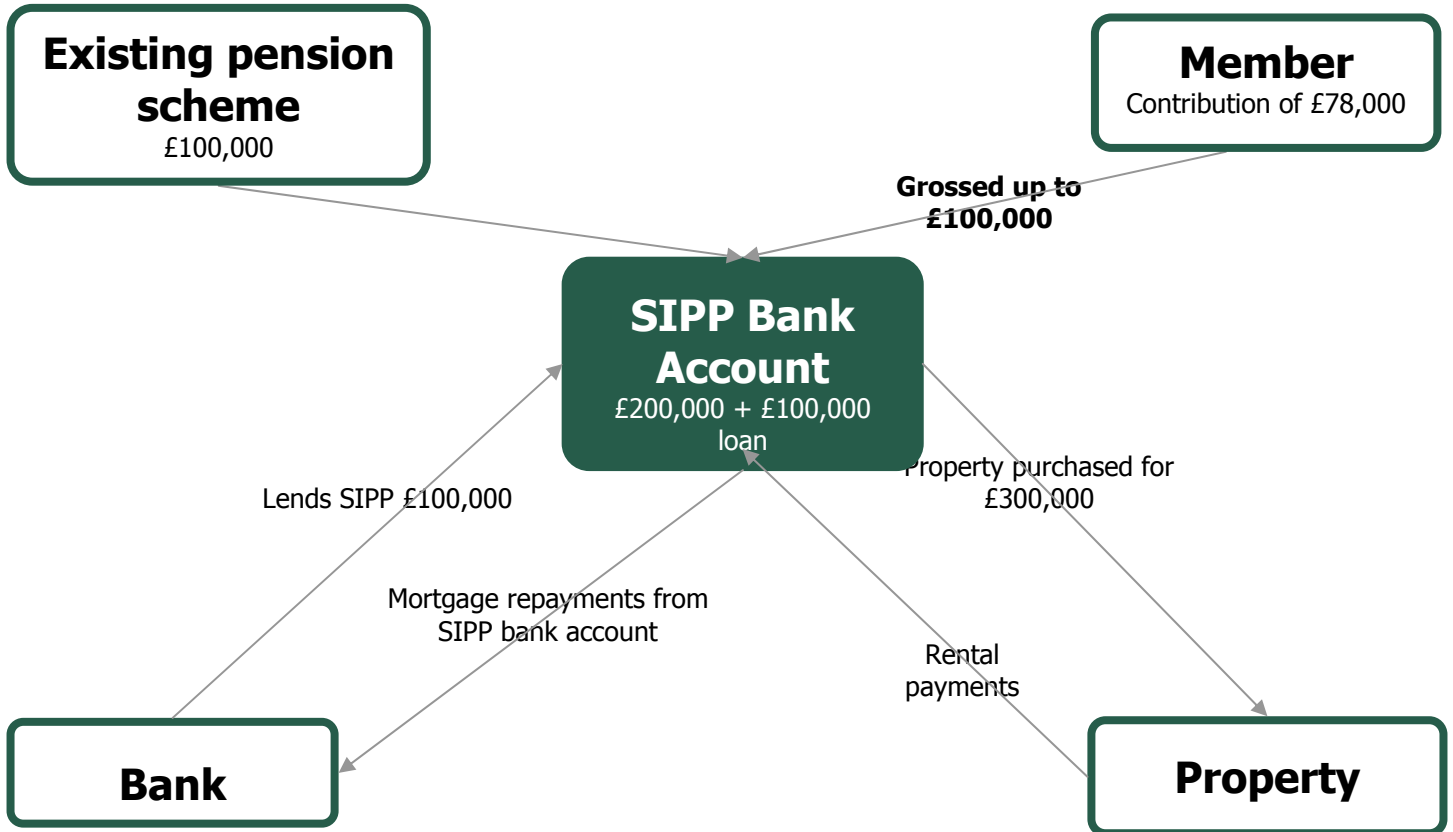 Existing pension
scheme
£100,000
Member
Contribution of £78,000
Grossed up to
£100,000
SIPP Bank
Account
£200,000 + £100,000
loan
Lends SIPP £100,000
Property purchased for
£300,000
Mortgage repayments from
SIPP bank account
Rental
payments
Bank
Property